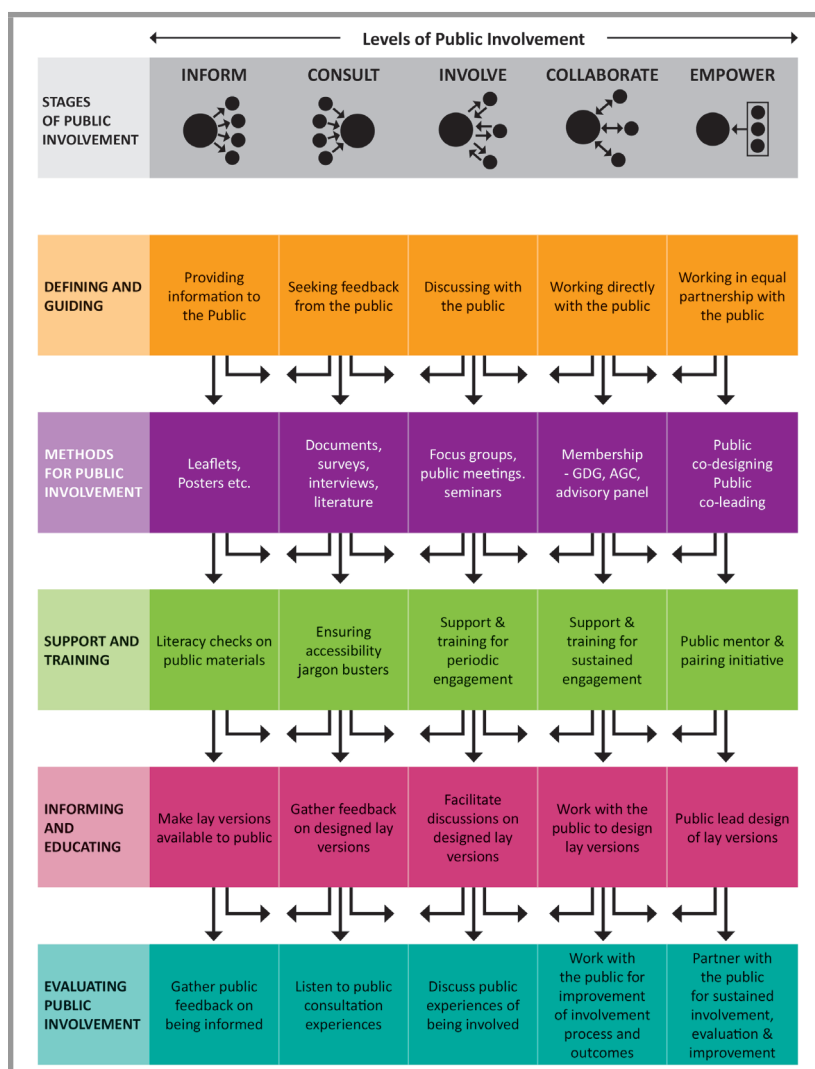 Levels of Public Involvement
STAGES
OF PUBLIC
INVOLVEMENT
INFORM
CONSULT
INVOLVE
COLLABORATE
EMPOWER
DEFINING AND
GUIDING
Providing
information to
the Public
Seeking feedback
from the public
Discussing with
the public
Working directly
with the public
Working in equal
partnership with
the public
METHODS
FOR PUBLIC
INVOLVEMENT
Leaflets,
Posters etc.
Documents,
surveys,
interviews,
literature
Focus groups,
public meetings.
seminars
Membership
- GDG, AGC,
advisory panel
Public
co-designing
Public
co-leading
SUPPORT AND
TRAINING
Literacy checks on
public materials
Ensuring
accessibility
jargon busters
Support &
training for
periodic
engagement
Support &
training for
sustained
engagement
Public mentor &
pairing initiative
INFORMING
AND
EDUCATING
Make lay versions
available to public
Gather feedback
on designed lay
versions
Facilitate
discussions on
designed lay
versions
Work with the
public to design
lay versions
Public lead design
of lay versions
EVALUATING
PUBLIC
INVOLVEMENT
Gather public
feedback on
being informed
Listen to public
consultation
experiences
Discuss public
experiences of
being involved
Work with
the public for
improvement
of involvement
process and
outcomes
Partner with
the public
for sustained
involvement,
evaluation &
improvement